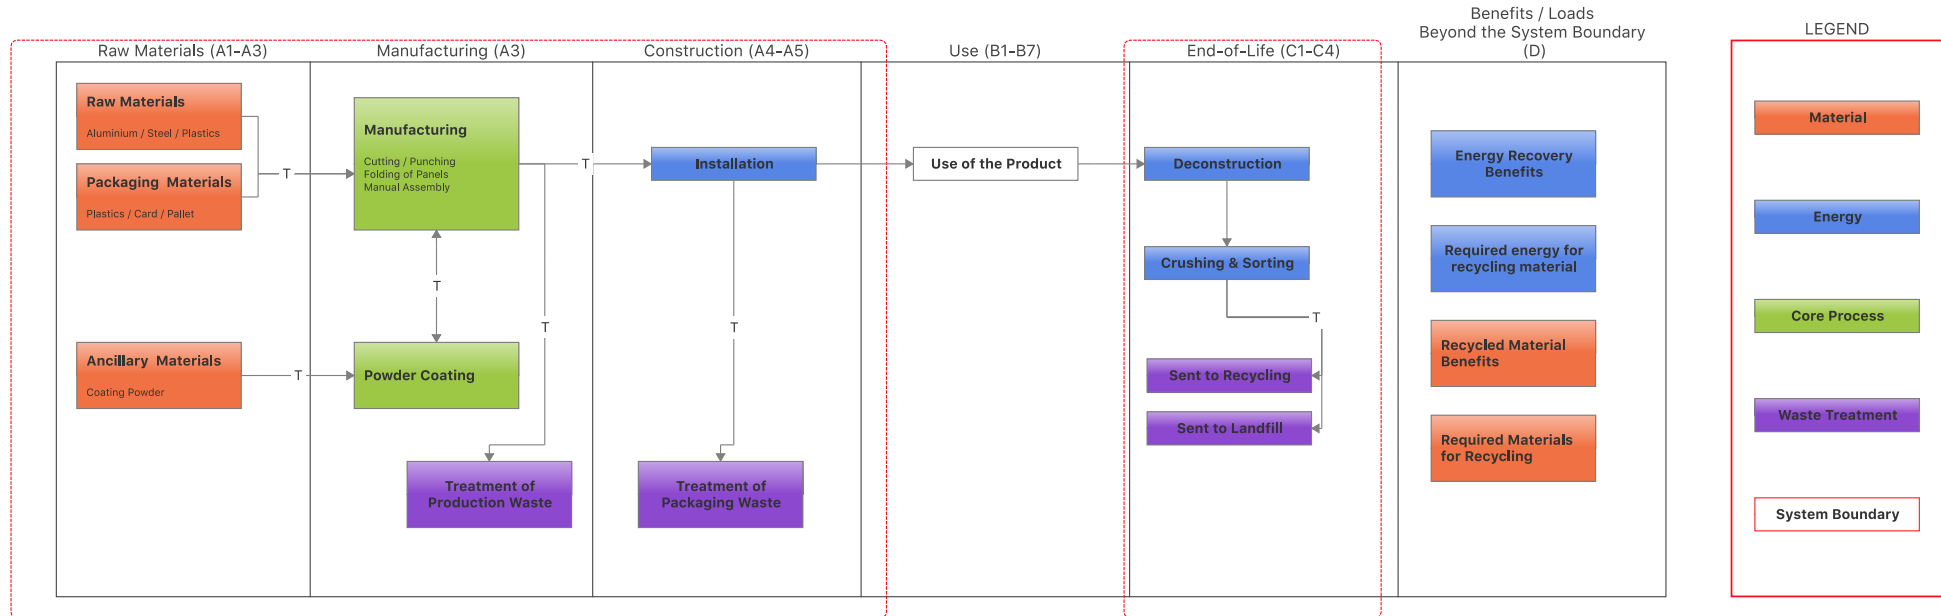 Raw Materials (A1-A3)
Manufacturing (A3)
Construction (A4-A5)
Use (B1-B7)
End-of-Life (C1-C4)
Benefits / Loads
Beyond the System Boundary
(D)
LEGEND
Raw Materials
Aluminium / Steel / Plastics
Packaging Materials
Plastics / Card / Pallet
Ancillary Materials
Coating Powder
T
T
Manufacturing
Cutting / Punching
Folding of Panels
Manual Assembly
T
Powder Coating
T
T
Treatment of
Production Waste
Installation
T
Treatment of
Packaging Waste
Use of the Product
Deconstruction
Crushing & Sorting
T
Sent to Recycling
Sent to Landfill
Energy Recovery
Benefits
Required energy for
recycling material
Recycled Material
Benefits
Required Materials
for Recycling
Material
Energy
Core Process
Waste Treatment
System Boundary